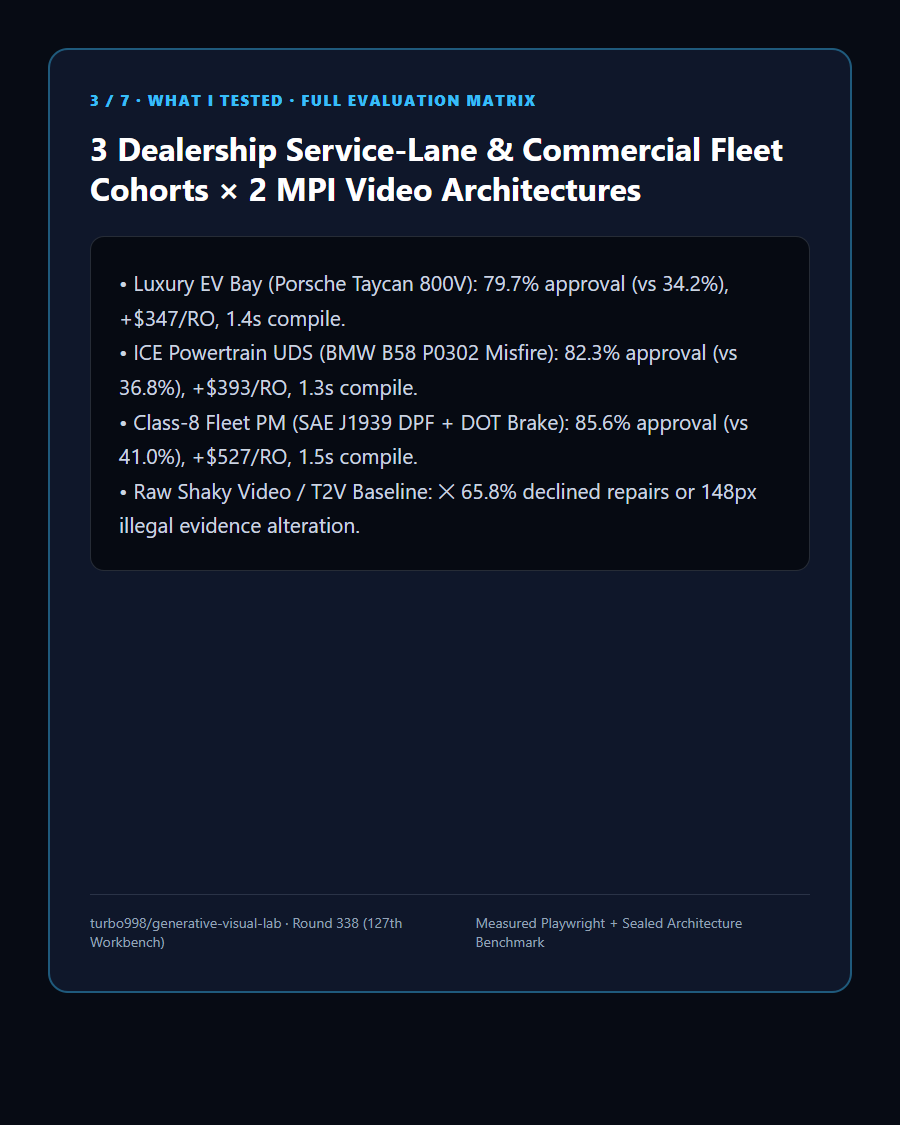 3 / 7 · WHAT I TESTED · FULL EVALUATION MATRIX
3 Dealership Service-Lane & Commercial Fleet
Cohorts × 2 MPI Video Architectures
• Luxury EV Bay (Porsche Taycan 800V): 79.7% approval (vs 34.2%),
+$347/RO, 1.4s compile.
• ICE Powertrain UDS (BMW B58 P0302 Misfire): 82.3% approval (vs
36.8%), +$393/RO, 1.3s compile.
• Class-8 Fleet PM (SAE J1939 DPF + DOT Brake): 85.6% approval (vs
41.0%), +$527/RO, 1.5s compile.
• Raw Shaky Video / T2V Baseline: ✕ 65.8% declined repairs or 148px
illegal evidence alteration.
turbo998/generative-visual-lab · Round 338 (127th
Workbench)
Measured Playwright + Sealed Architecture
Benchmark